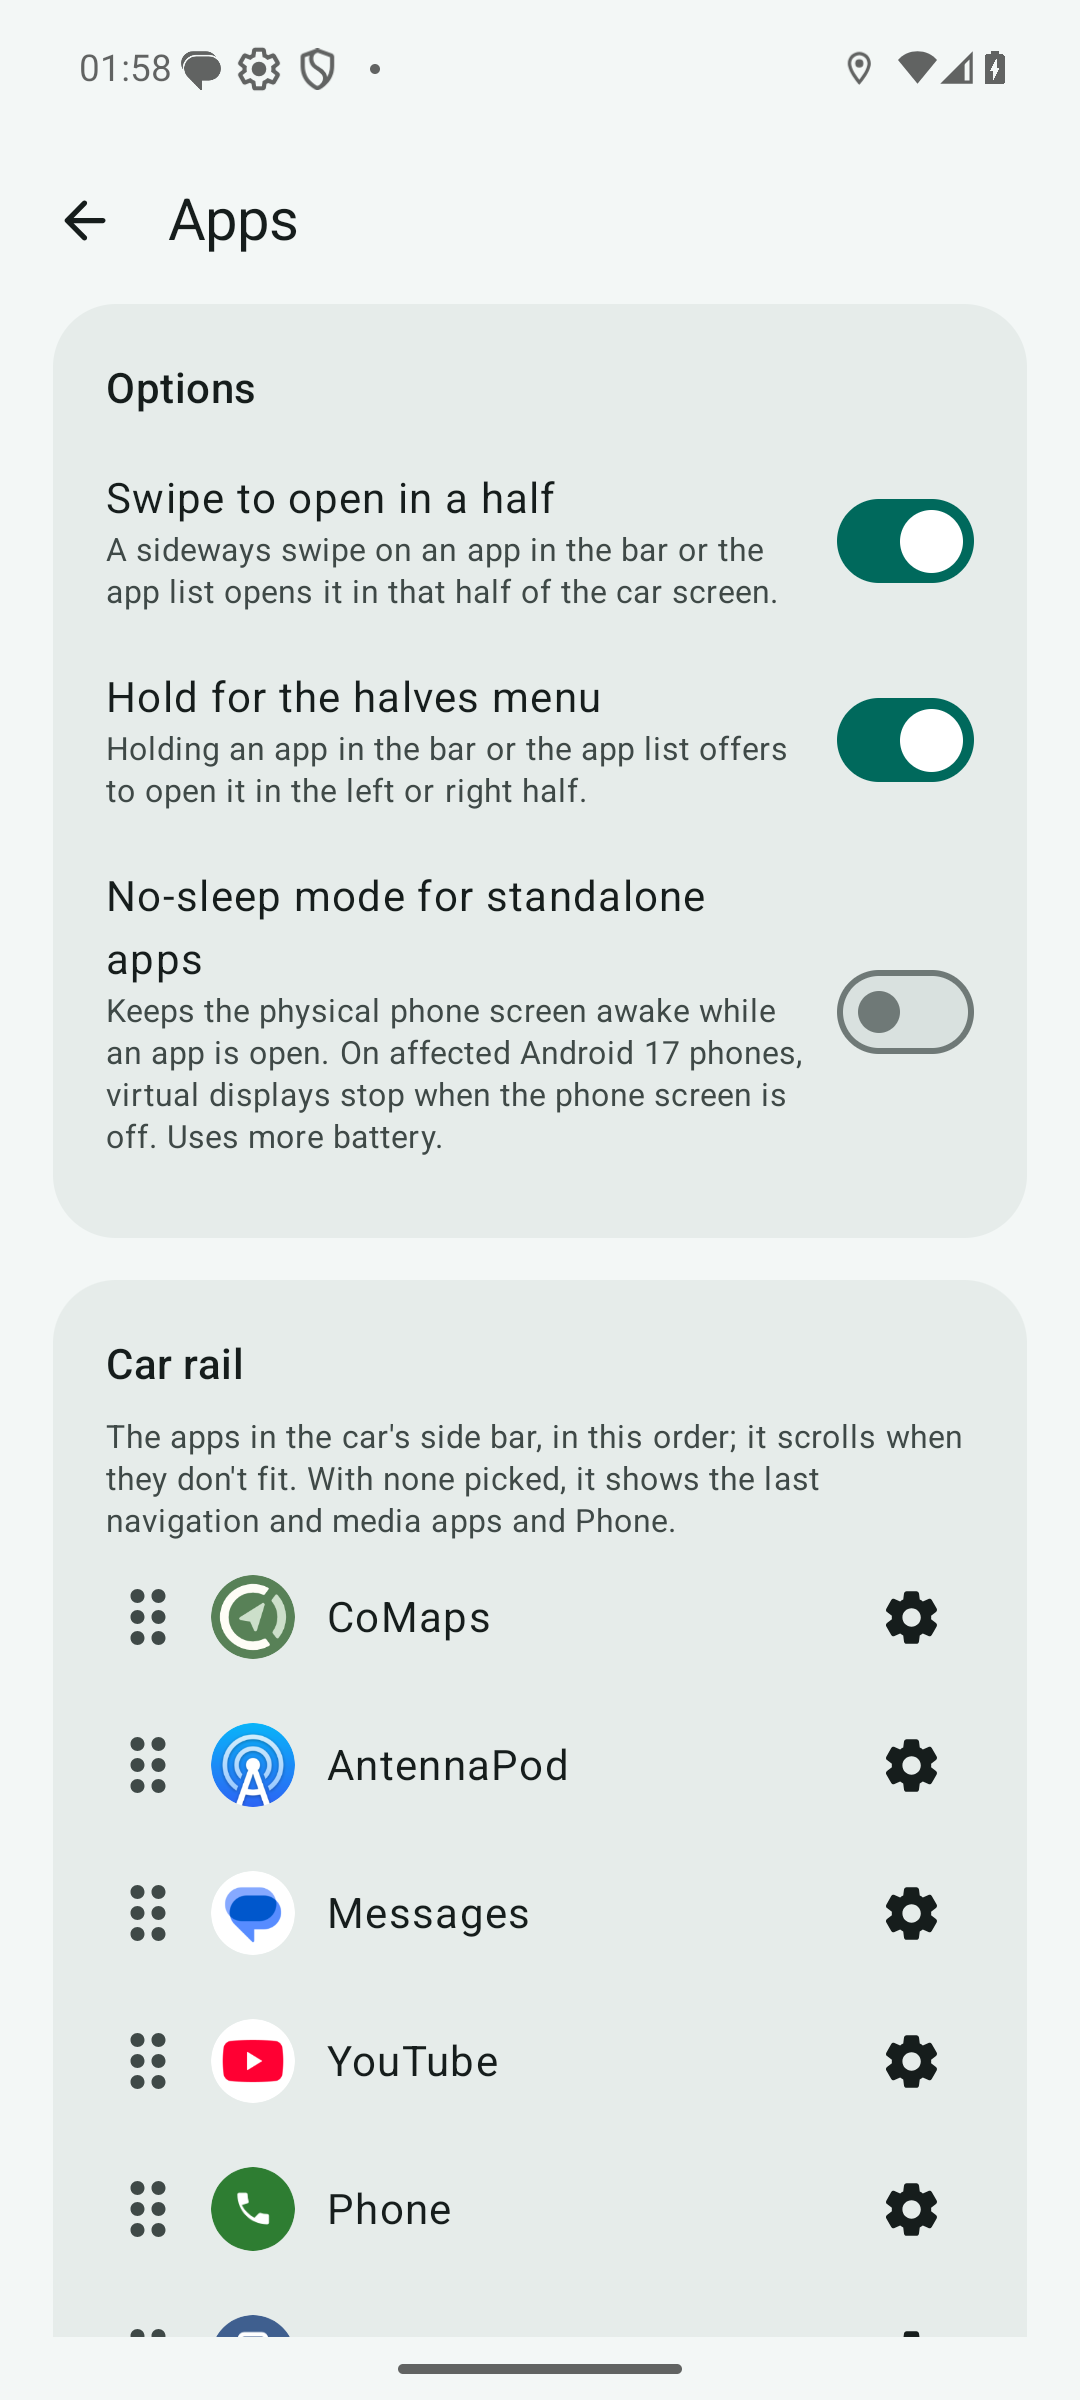 01:58
Apps
Options
Swipe to open in a half
A sideways swipe on an app in the bar or the
app list opens it in that half of the car screen.
Hold for the halves menu
Holding an app in the bar or the app list offers
to open it in the left or right half.
No-sleep mode for standalone
apps
Keeps the physical phone screen awake while
an app is open. On affected Android 17 phones,
virtual displays stop when the phone screen is
off. Uses more battery.
Car rail
The apps in the car's side bar, in this order; it scrolls when
they don't fit. With none picked, it shows the last
navigation and media apps and Phone.
CoMaps
AntennaPod
Messages
YouTube
Phone